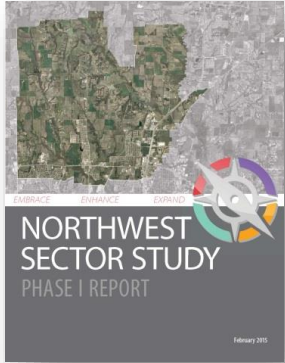 EMBRACE ENHANCE EXPAND
NORTHWEST
SECTOR STUDY
PHASE I REPORT
February 2015